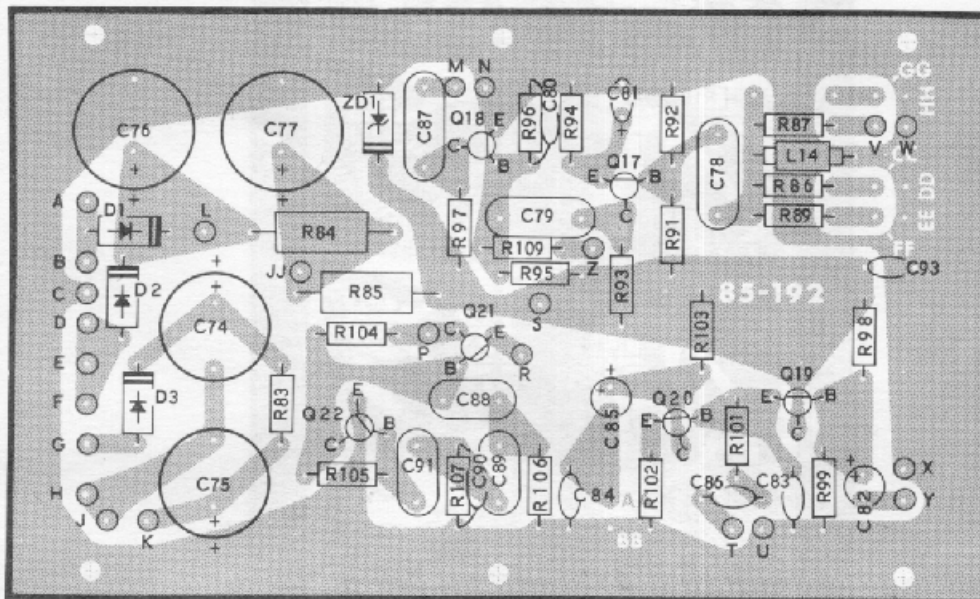 GG
M N
ZD1 C87 R96 C80 R94 C81 R92 HH
C76 C77 Q18 E + R87
C B Q17 C78 V W
+ + E B L14
A C R86
D1 L R97 C79 R91 R89 EE DD
R84 R109 Z
B JJ R95 R93 FF
C D2 + R85 S 85-192 C93
D C74 R104 P C Q21 E R103 R98
B R
E
D3 R83 E C88 + Q20 Q19
F Q22 B C85 E B E B
G C C R101 C
R105 C91 R107 C90 C89 R106 C84 R102 C86 C83 R99 + X
H C75 C82 Y
J K + BB T U